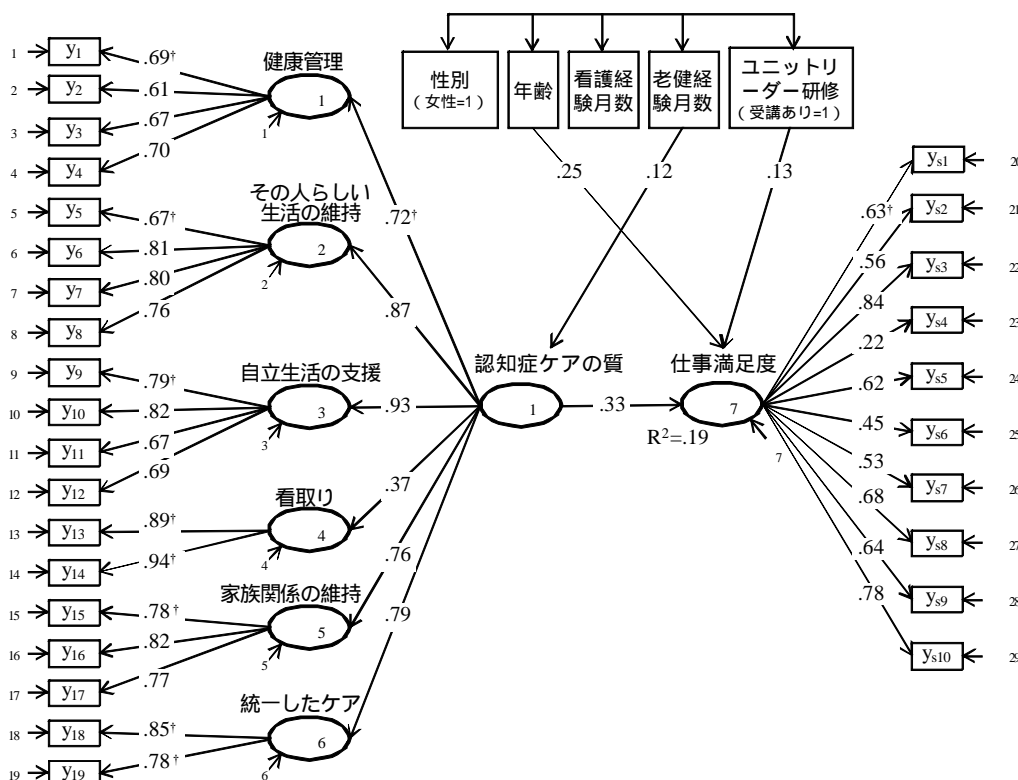 健康管理
1
1
1 y1 .69†
2 y2 .61
3 y3 .67
4 y4 .70
その人らしい
生活の維持
2
2
5 y5 .67†
6 y6 .81
7 y7 .80
8 y8 .76
自立生活の支援
3
3
9 y9 .79†
10 y10 .82
11 y11 .67
12 y12 .69
看取り
4
4
13 y13 .89†
14 y14 .94†
家族関係の維持
5
5
15 y15 .78†
16 y16 .82
17 y17 .77
統一したケア
6
6
18 y18 .85†
19 y19 .78†
性別
(女性=1)
年齢
看護経
験月数
老健経
験月数
ユニットリ
ーダー研修
(受講あり=1)
.25
.12
.13
.72†
.87
.93
.37
.76
.79
認知症ケアの質
1
.33
仕事満足度
7
R2=.19
7
.63† ys1 20
.56 ys2 21
.84 ys3 22
.22 ys4 23
.62 ys5 24
.45 ys6 25
.53 ys7 26
.68 ys8 27
.64 ys9 28
.78 ys10 29